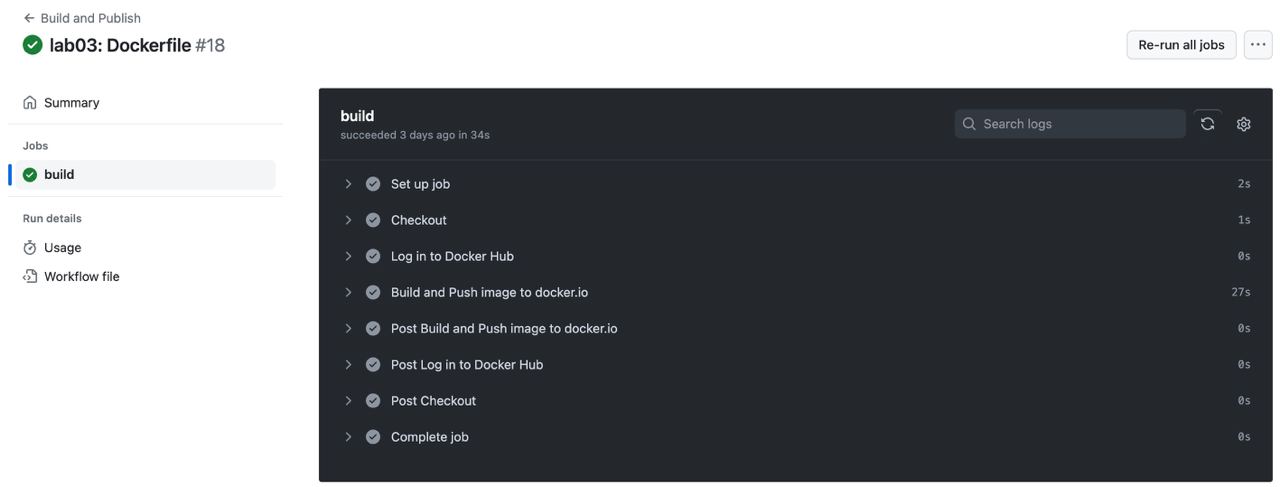 Build and Publish
lab03: Dockerfile #18
Re-run all jobs
Summary
Jobs
build
Run details
Usage
Workflow file
build
succeeded 3 days ago in 34s
Search logs
Set up job 2s
Checkout 1s
Log in to Docker Hub 0s
Build and Push image to docker.io 27s
Post Build and Push image to docker.io 0s
Post Log in to Docker Hub 0s
Post Checkout 0s
Complete job 0s